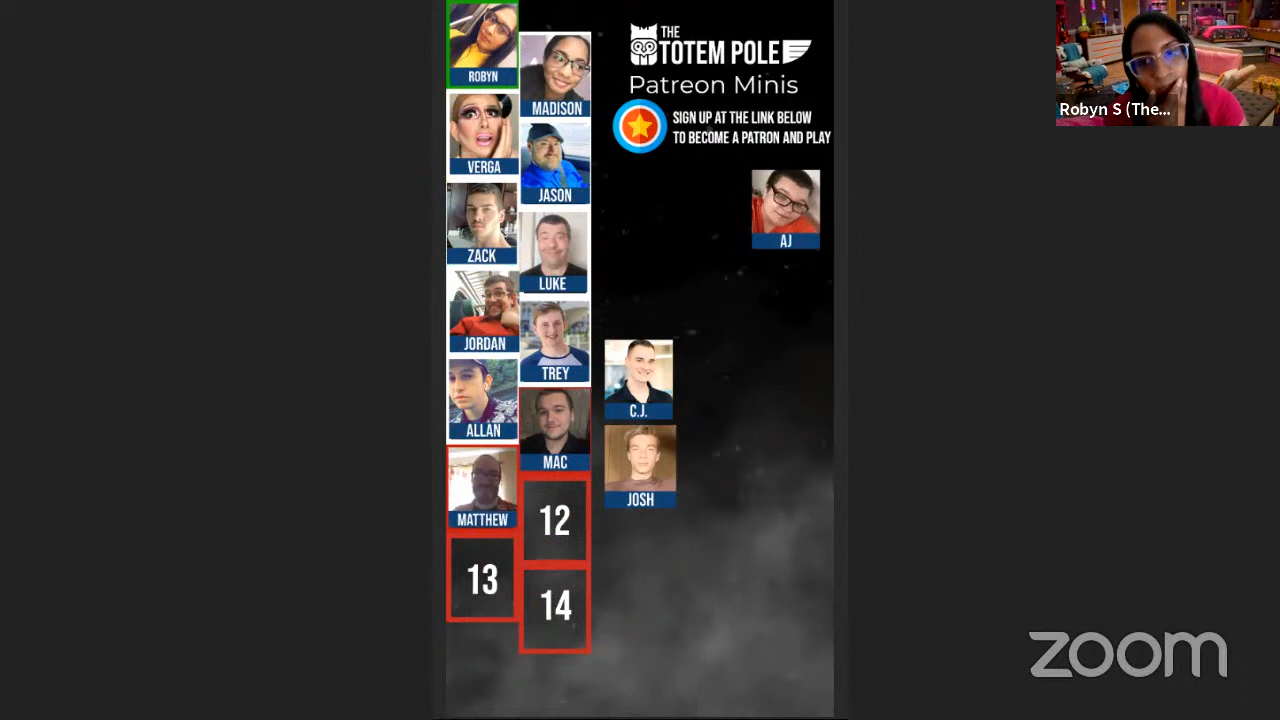 THE
TOTEM POLE
Patreon Minis
SIGN UP AT THE LINK BELOW
TO BECOME A PATRON AND PLAY
ROBYN
MADISON
VERGA
JASON
ZACK
LUKE
JORDAN
TREY
ALLAN
MAC
MATTHEW
12
13
14
AJ
C.J.
JOSH
Robyn S (The...
zoom